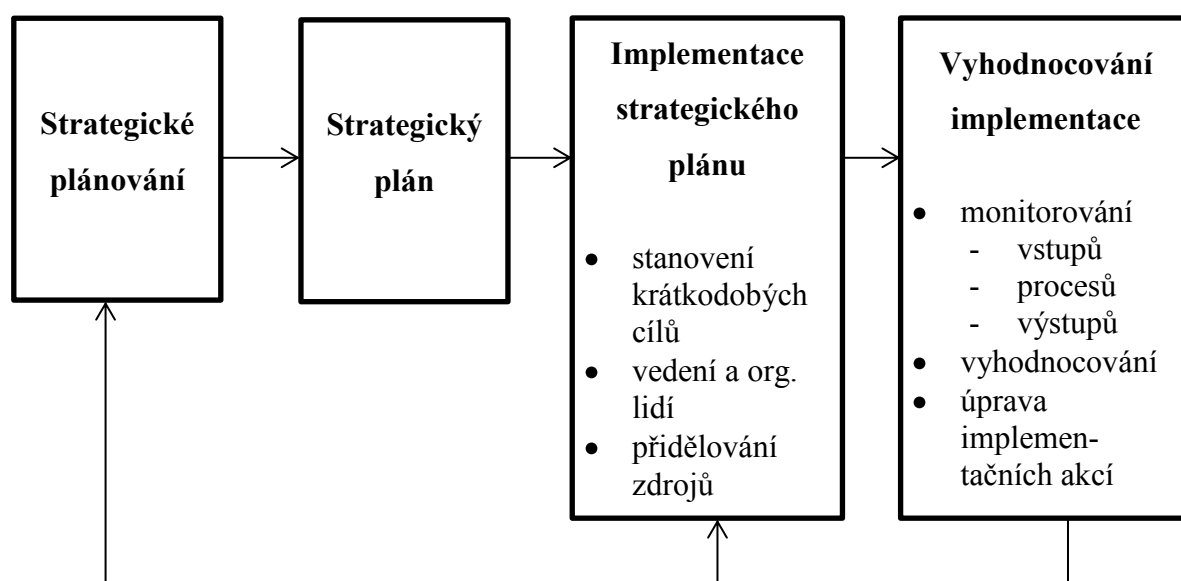 Strategické
plánování
Strategický
plán
Implementace
strategického
plánu
• stanovení
krátkodobých
cílů
• vedení a org.
lidí
• přidělování
zdrojů
Vyhodnocování
implementace
• monitorování
- vstupů
- procesů
- výstupů
• vyhodnocování
• úprava
implemen-
tačních akcí